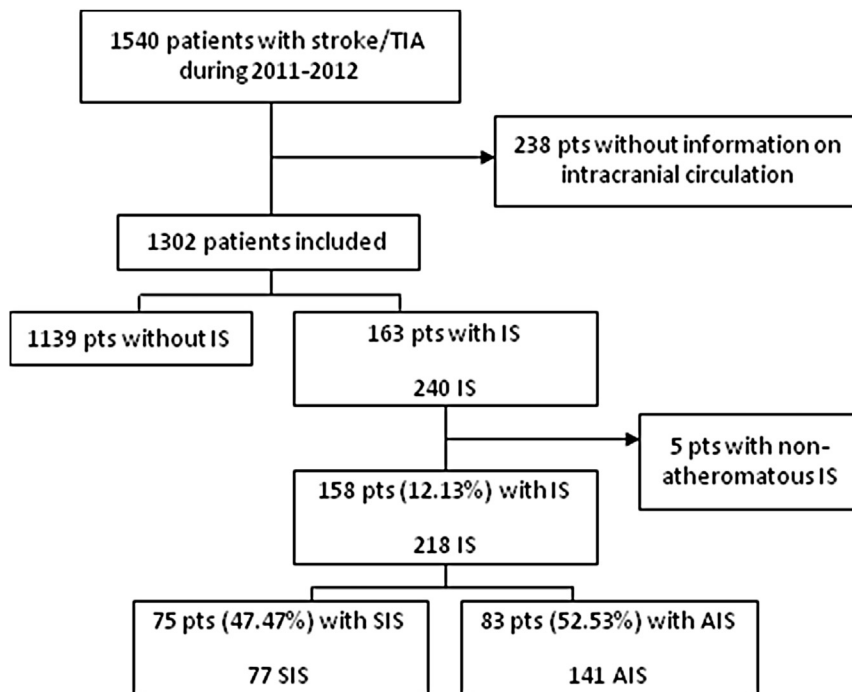 1540 patients with stroke/TIA
during 2011-2012
238 pts without information on
intracranial circulation
1302 patients included
1139 pts without IS
163 pts with IS
240 IS
5 pts with non-
atheromatous IS
158 pts (12.13%) with IS
218 IS
75 pts (47.47%) with SIS
77 SIS
83 pts (52.53%) with AIS
141 AIS